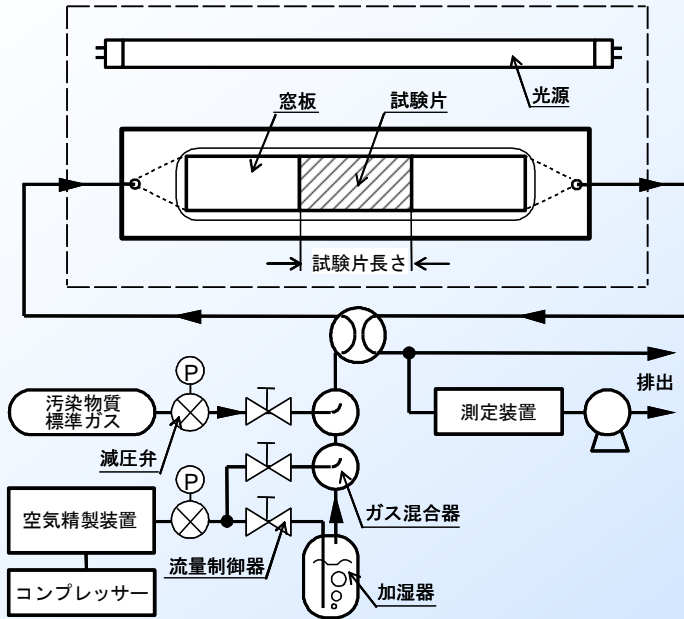 光源
窓板
試験片
試験片長さ
P
汚染物質
標準ガス
減圧弁
排出
測定装置
P
空気精製装置
ガス混合器
流量制御器
コンプレッサー
加湿器